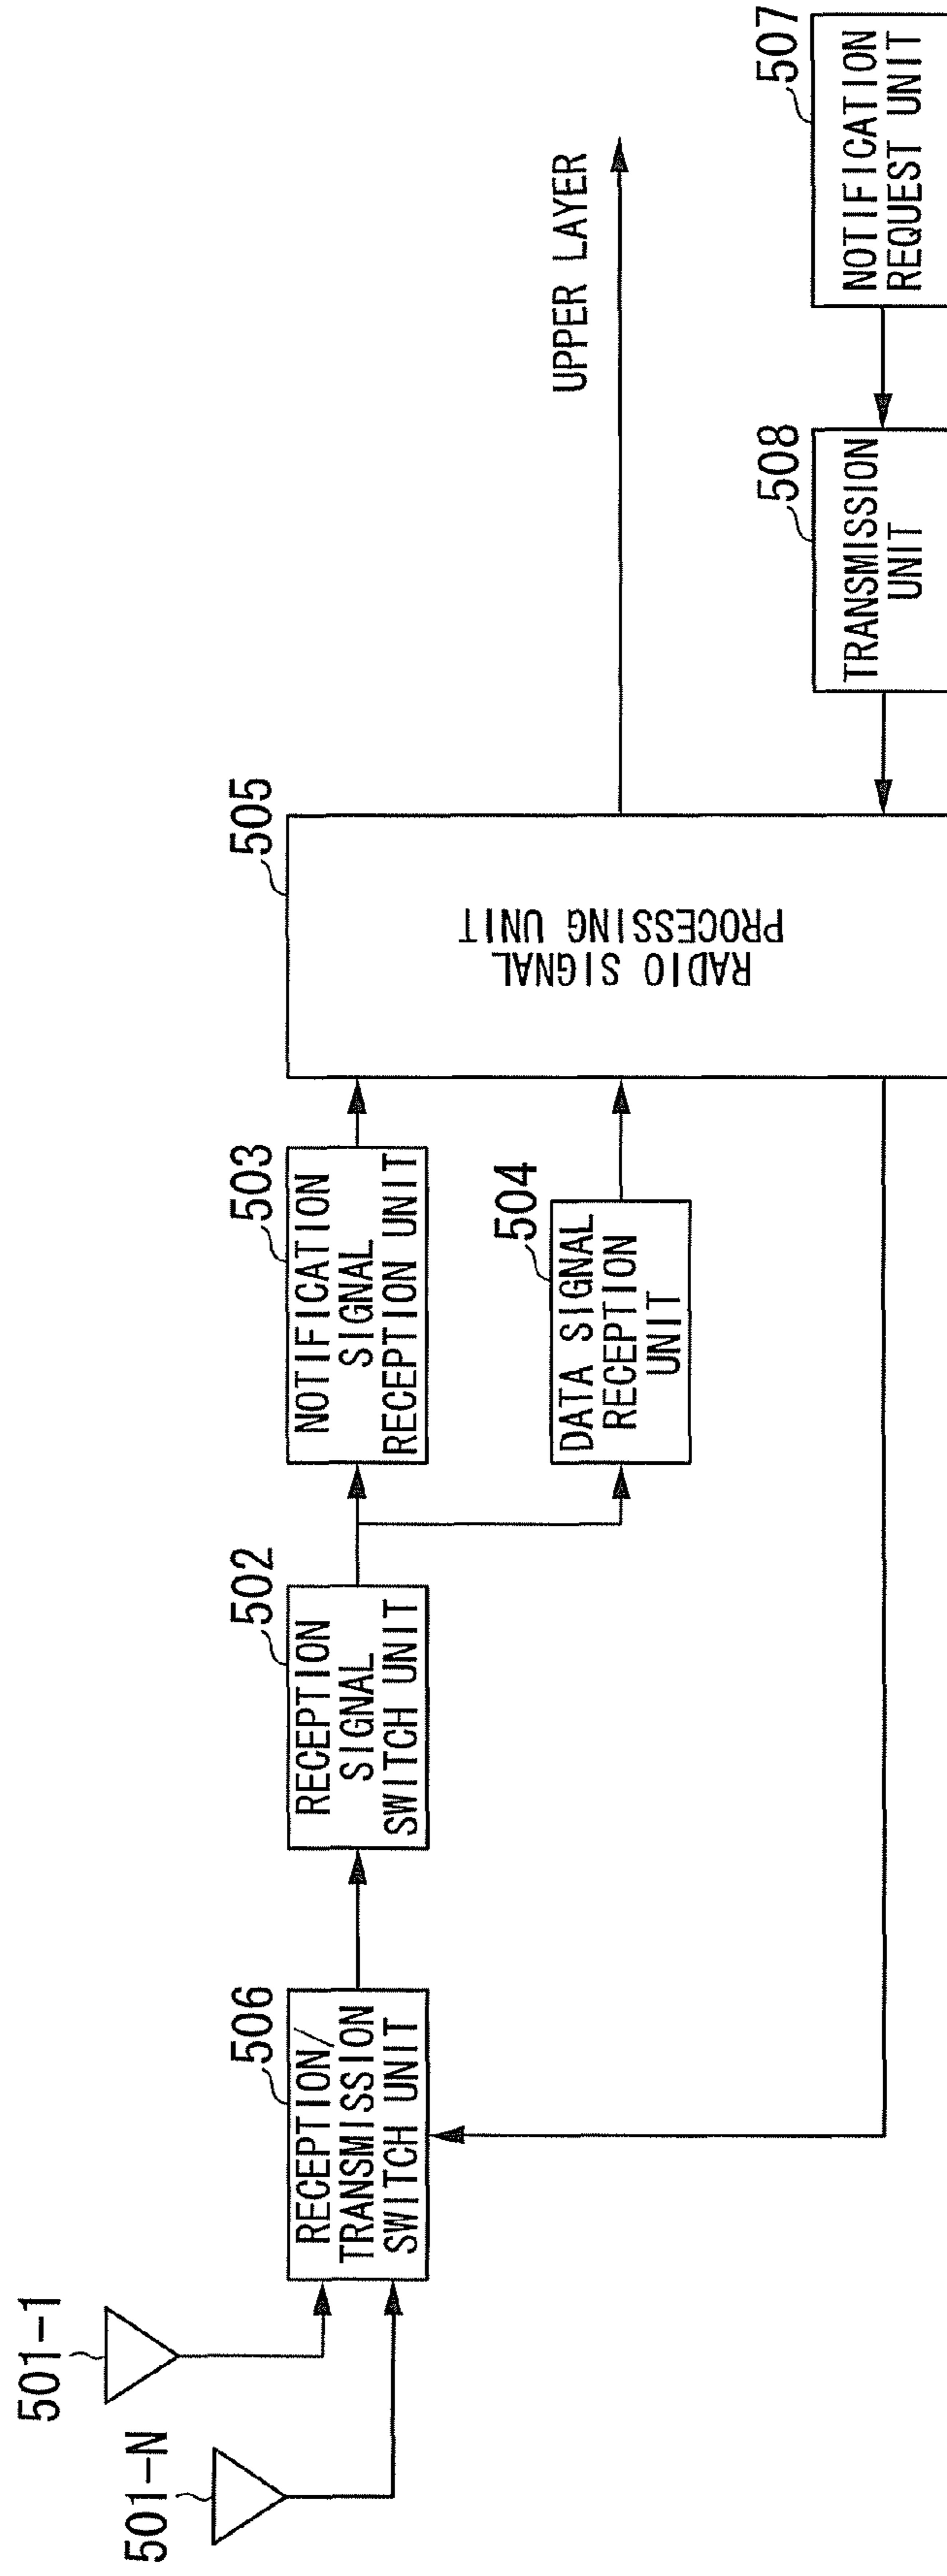 501-1
501-N
506
RECEPTION/
TRANSMISSION
SWITCH UNIT
502
RECEPTION
SIGNAL
SWITCH UNIT
503
NOTIFICATION
SIGNAL
RECEPTION UNIT
504
DATA SIGNAL
RECEPTION
UNIT
505
RADIO SIGNAL
PROCESSING UNIT
UPPER LAYER
508
TRANSMISSION
UNIT
507
NOTIFICATION
REQUEST UNIT